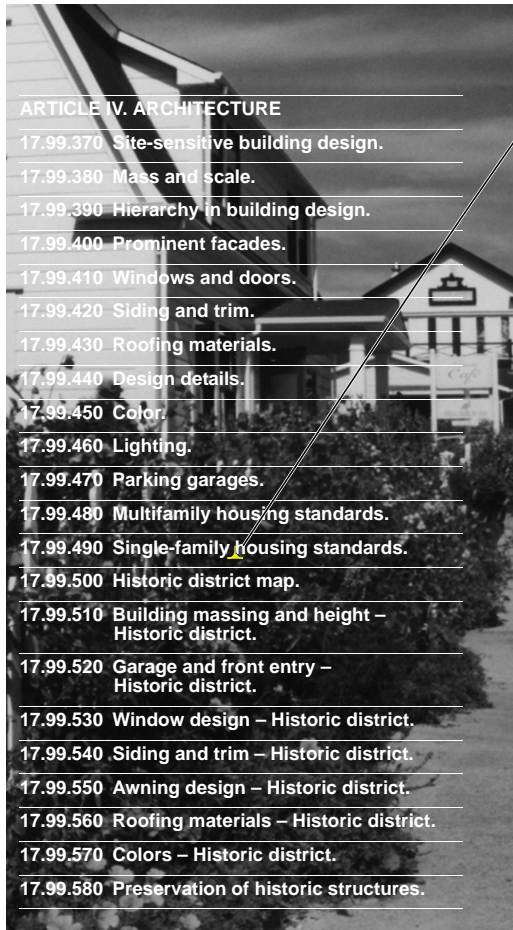 ARTICLE IV. ARCHITECTURE
17.99.370 Site-sensitive building design.
17.99.380 Mass and scale.
17.99.390 Hierarchy in building design.
17.99.400 Prominent facades.
17.99.410 Windows and doors.
17.99.420 Siding and trim.
17.99.430 Roofing materials.
17.99.440 Design details.
Café
17.99.450 Color.
17.99.460 Lighting.
17.99.470 Parking garages.
17.99.480 Multifamily housing standards.
17.99.490 Single-family housing standards.
17.99.500 Historic district map.
17.99.510 Building massing and height –
Historic district.
17.99.520 Garage and front entry –
Historic district.
17.99.530 Window design – Historic district.
17.99.540 Siding and trim – Historic district.
17.99.550 Awning design – Historic district.
17.99.560 Roofing materials – Historic district.
17.99.570 Colors – Historic district.
17.99.580 Preservation of historic structures.